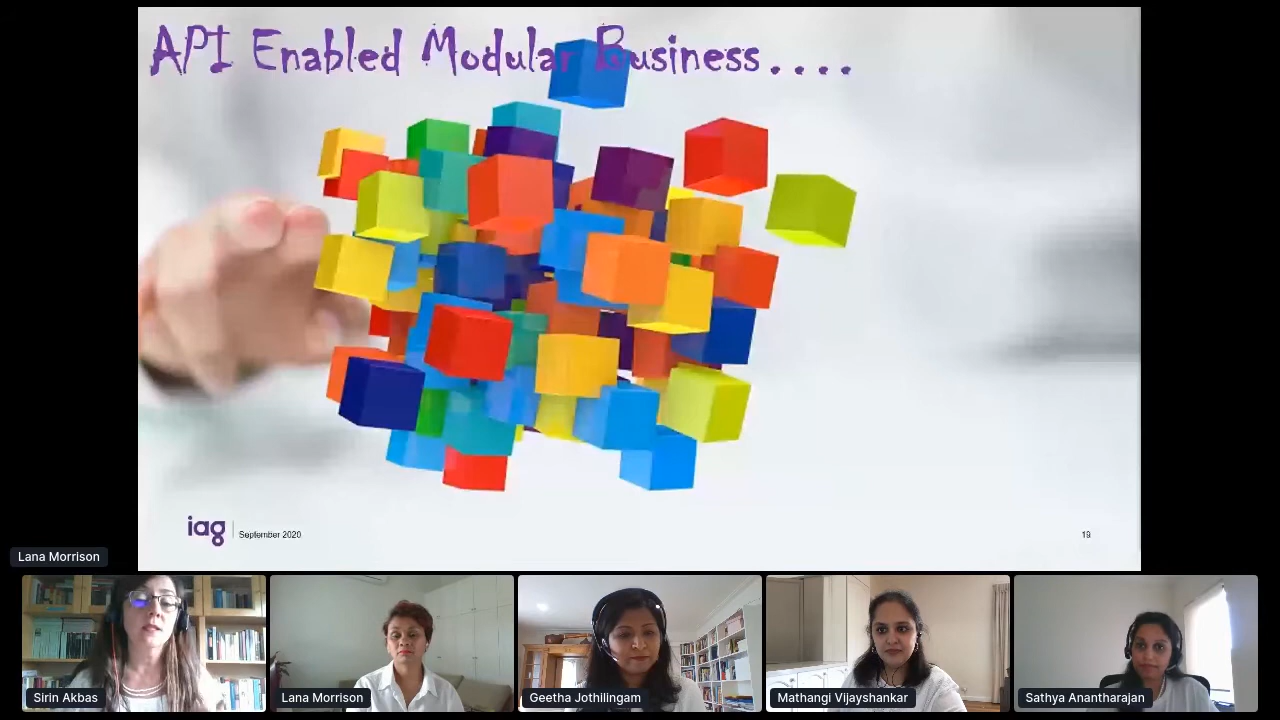 API Enabled Modular Business....
iag
September 2020
19
Lana Morrison
Sirin Akbas
Lana Morrison
Geetha Jothilingam
Mathangi Vijayshankar
Sathya Anantharajan